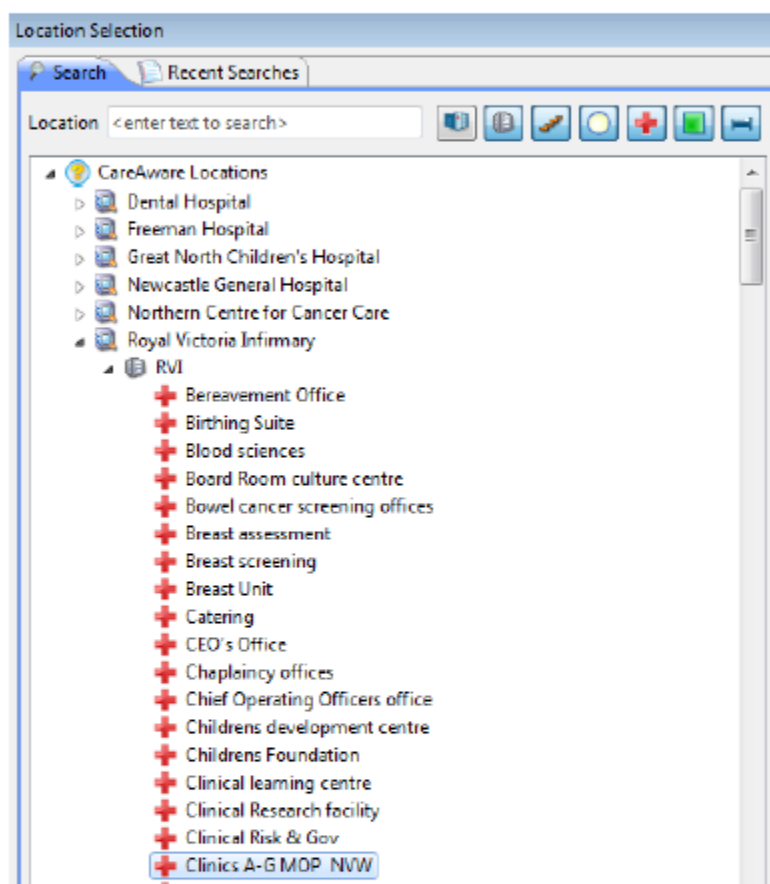 Location Selection
Search Recent Searches
Location <enter text to search>
CareAware Locations
Dental Hospital
Freeman Hospital
Great North Children's Hospital
Newcastle General Hospital
Northern Centre for Cancer Care
Royal Victoria Infirmary
RVI
Bereavement Office
Birthing Suite
Blood sciences
Board Room culture centre
Bowel cancer screening offices
Breast assessment
Breast screening
Breast Unit
Catering
CEO's Office
Chaplaincy offices
Chief Operating Officers office
Childrens development centre
Childrens Foundation
Clinical learning centre
Clinical Research facility
Clinical Risk & Gov
Clinics A-G MOP NVW